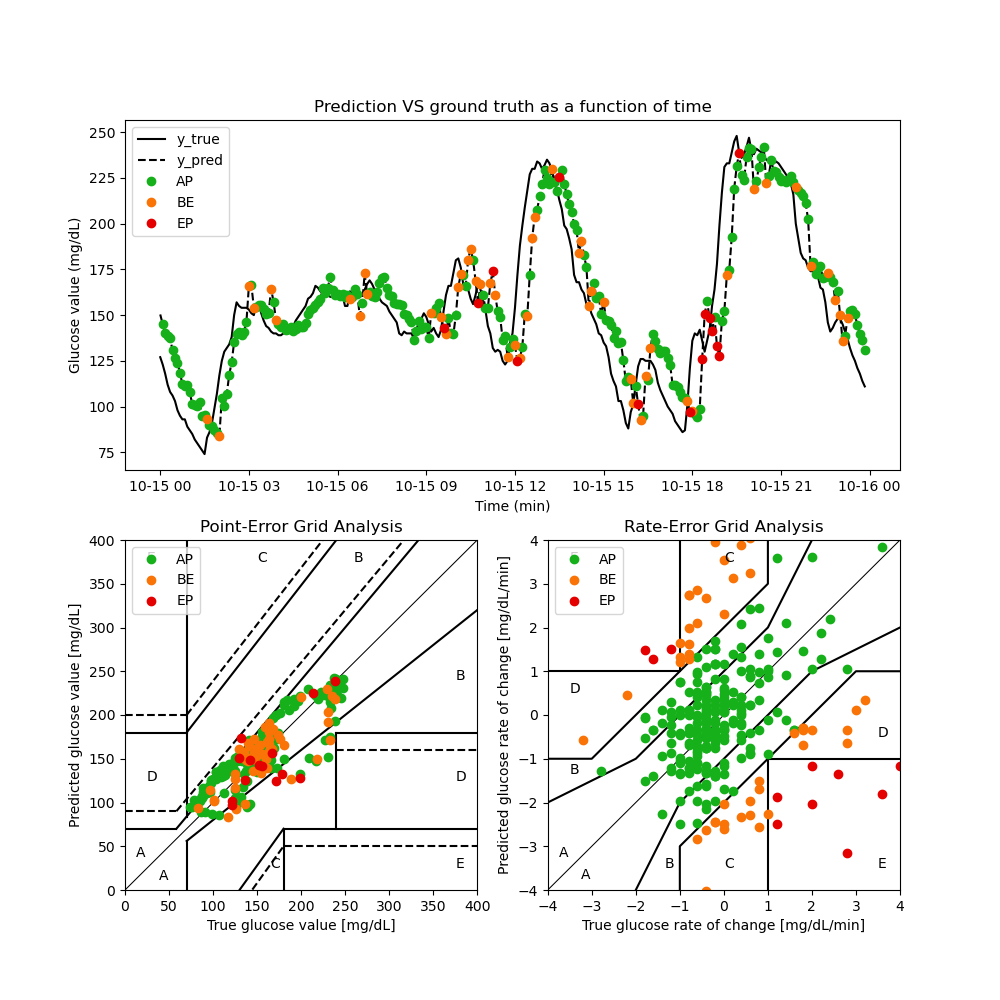 Prediction VS ground truth as a function of time
Glucose value (mg/dL)
250
225
200
175
150
125
100
75
y_true
y_pred
AP
BE
EP
10-15 00
10-15 03
10-15 06
10-15 09
10-15 12
10-15 15
10-15 18
10-15 21
10-16 00
Time (min)
Point-Error Grid Analysis
Predicted glucose value [mg/dL]
400
350
300
250
200
150
100
50
0
AP
BE
EP
C
B
B
D
D
A
A
C
E
0
50
100
150
200
250
300
350
400
True glucose value [mg/dL]
Rate-Error Grid Analysis
Predicted glucose rate of change [mg/dL/min]
4
3
2
1
0
−1
−2
−3
−4
AP
BE
EP
C
D
D
B
A
A
B
C
E
−4
−3
−2
−1
0
1
2
3
4
True glucose rate of change [mg/dL/min]